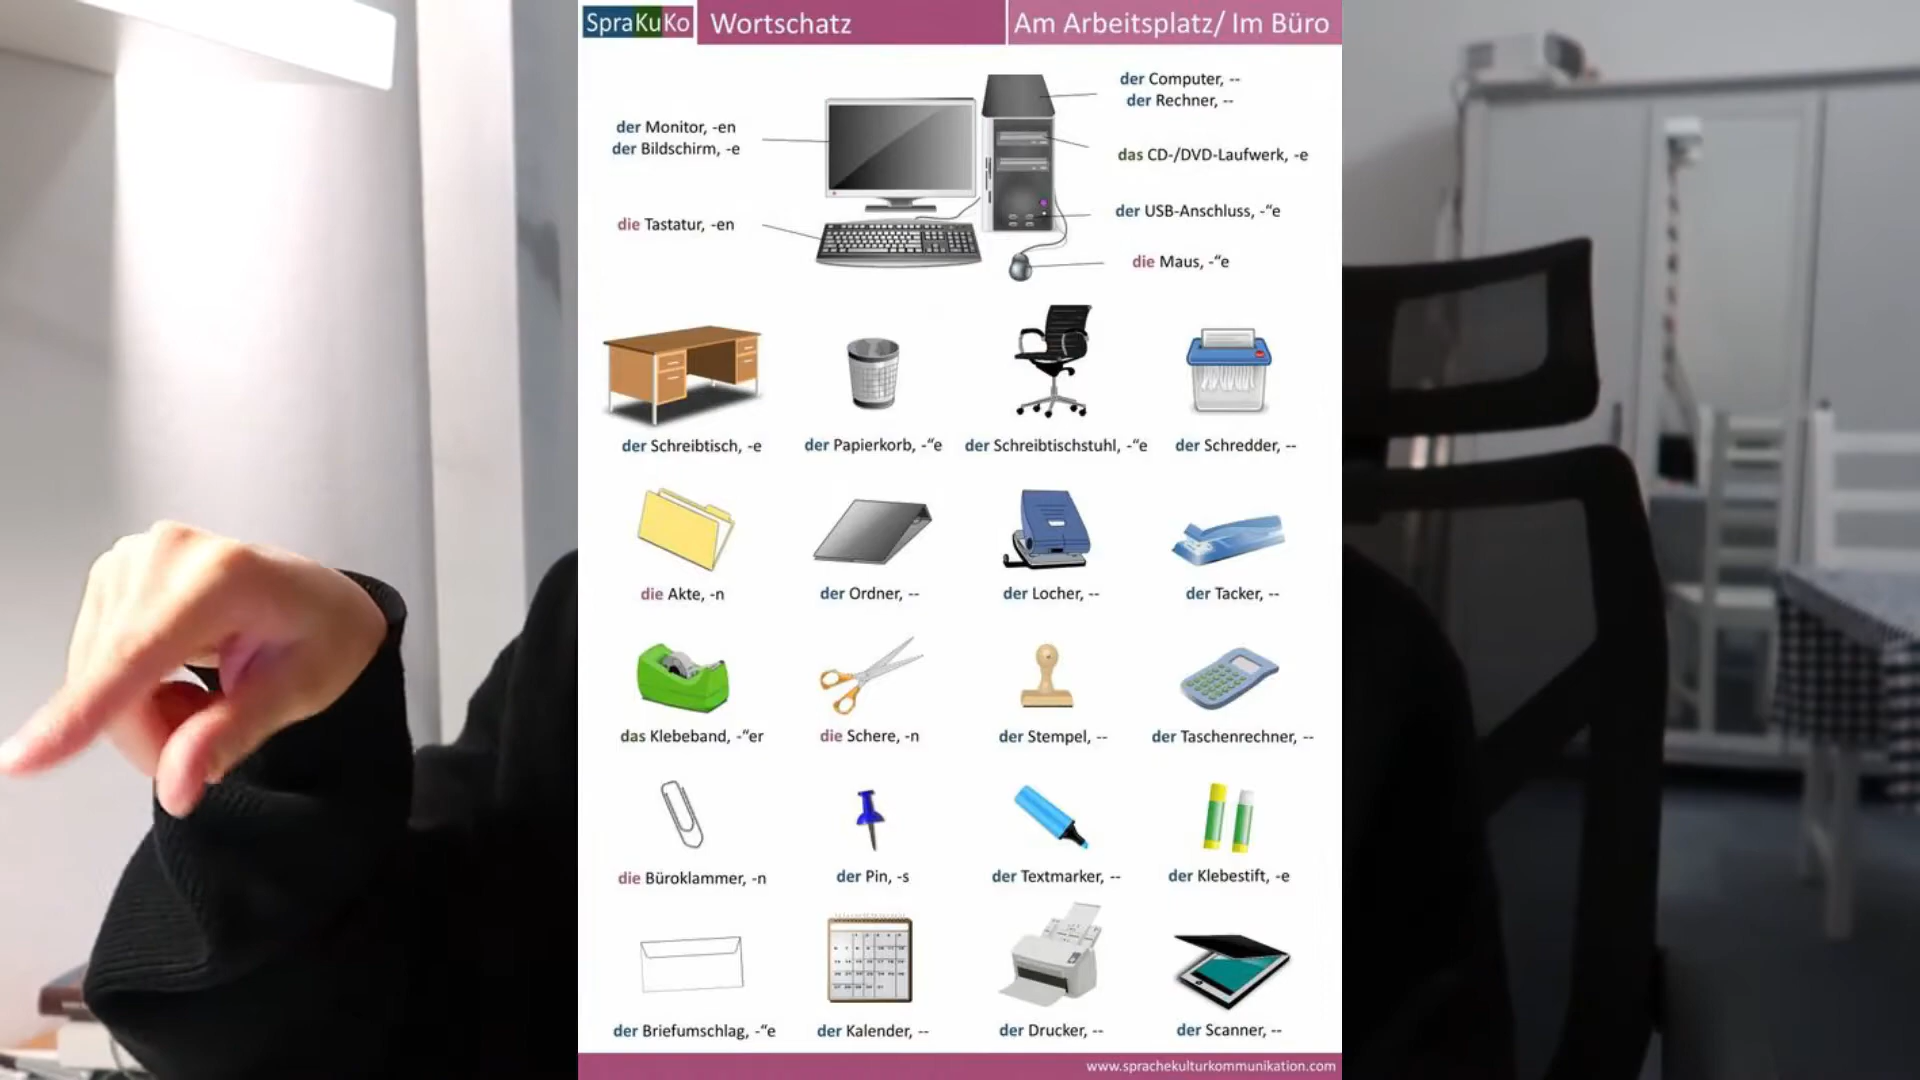 SpraKuKo Wortschatz Am Arbeitsplatz/ Im Büro
der Computer, --
der Rechner, --
der Monitor, -en
der Bildschirm, -e
das CD-/DVD-Laufwerk, -e
der USB-Anschluss, -“e
die Tastatur, -en
die Maus, -“e
der Schreibtisch, -e
der Papierkorb, -“e
der Schreibtischstuhl, -“e
der Schredder, --
die Akte, -n
der Ordner, --
der Locher, --
der Tacker, --
das Klebeband, -“er
die Schere, -n
der Stempel, --
der Taschenrechner, --
die Büroklammer, -n
der Pin, -s
der Textmarker, --
der Klebestift, -e
der Briefumschlag, -“e
der Kalender, --
der Drucker, --
der Scanner, --
www.sprachekulturkommunikation.com